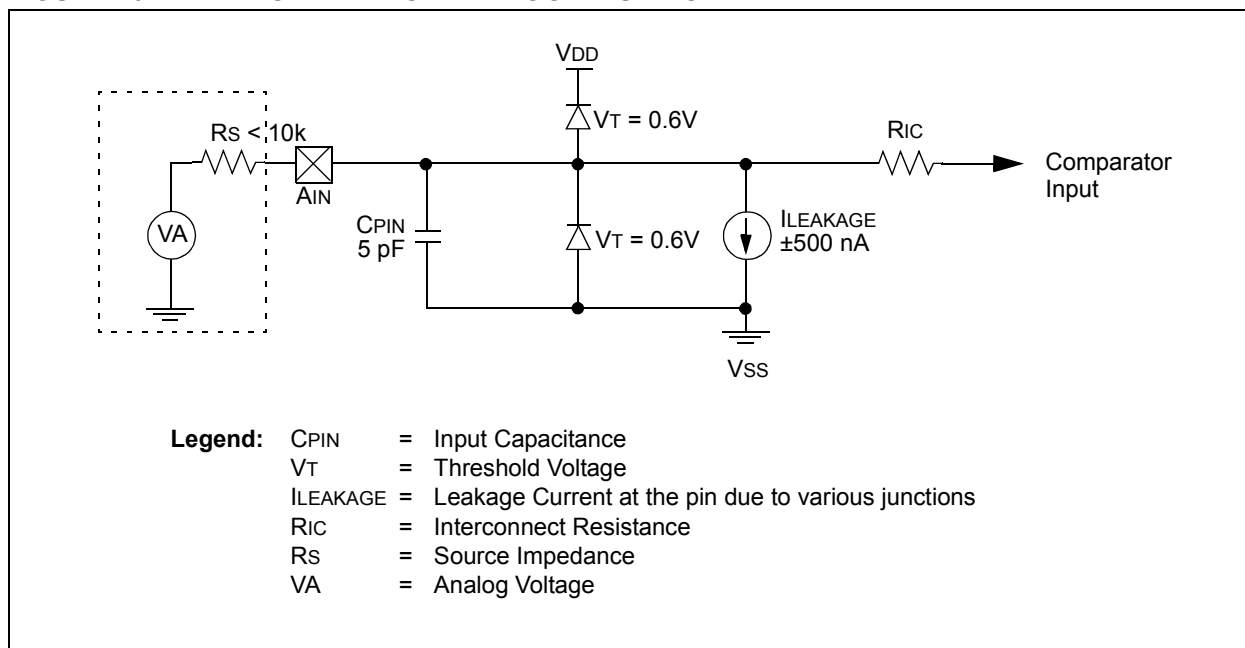 VDD
VT = 0.6V
RS < 10k
RIC
AIN
Comparator
Input
VA
CPIN
5 pF
VT = 0.6V
ILEAKAGE
±500 nA
VSS
Legend: CPIN = Input Capacitance
VT = Threshold Voltage
ILEAKAGE = Leakage Current at the pin due to various junctions
RIC = Interconnect Resistance
RS = Source Impedance
VA = Analog Voltage